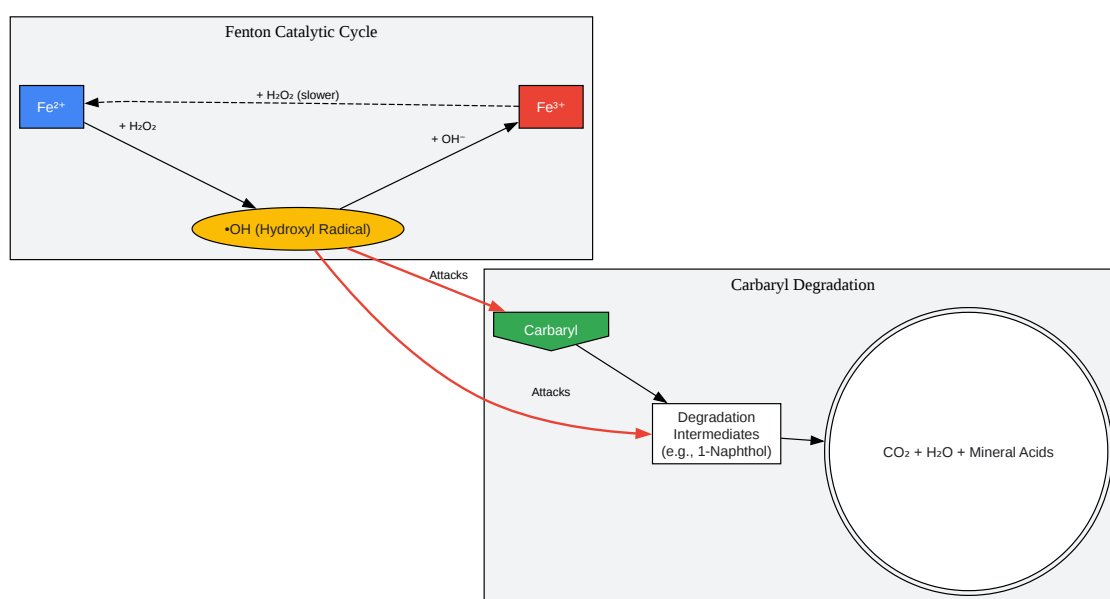 Fenton Catalytic Cycle
Fe²⁺
+ H₂O₂ (slower)
Fe³⁺
+ H₂O₂
+ OH⁻
•OH (Hydroxyl Radical)
Attacks
Carbaryl Degradation
Carbaryl
Attacks
Degradation
Intermediates
(e.g., 1-Naphthol)
CO₂ + H₂O + Mineral Acids